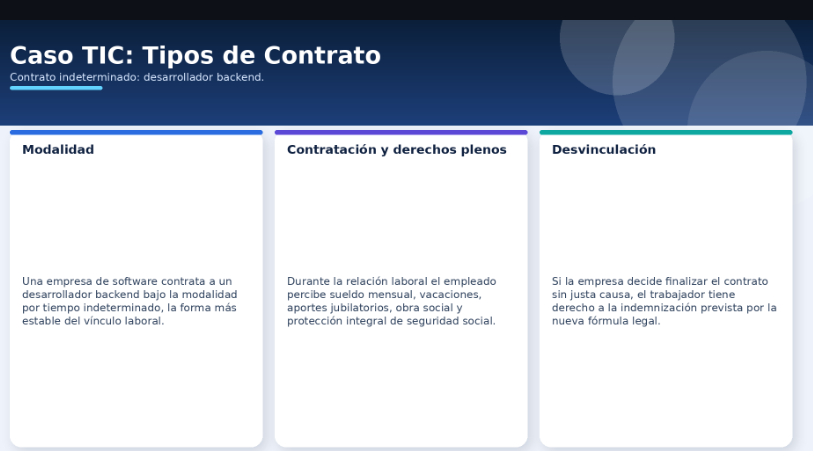 Caso TIC: Tipos de Contrato
Contrato indeterminado: desarrollador backend.
Modalidad
Una empresa de software contrata a un
desarrollador backend bajo la modalidad
por tiempo indeterminado, la forma más
estable del vínculo laboral.
Contratación y derechos plenos
Durante la relación laboral el empleado
percibe sueldo mensual, vacaciones,
aportes jubilatorios, obra social y
protección integral de seguridad social.
Desvinculación
Si la empresa decide finalizar el contrato
sin justa causa, el trabajador tiene
derecho a la indemnización prevista por la
nueva fórmula legal.